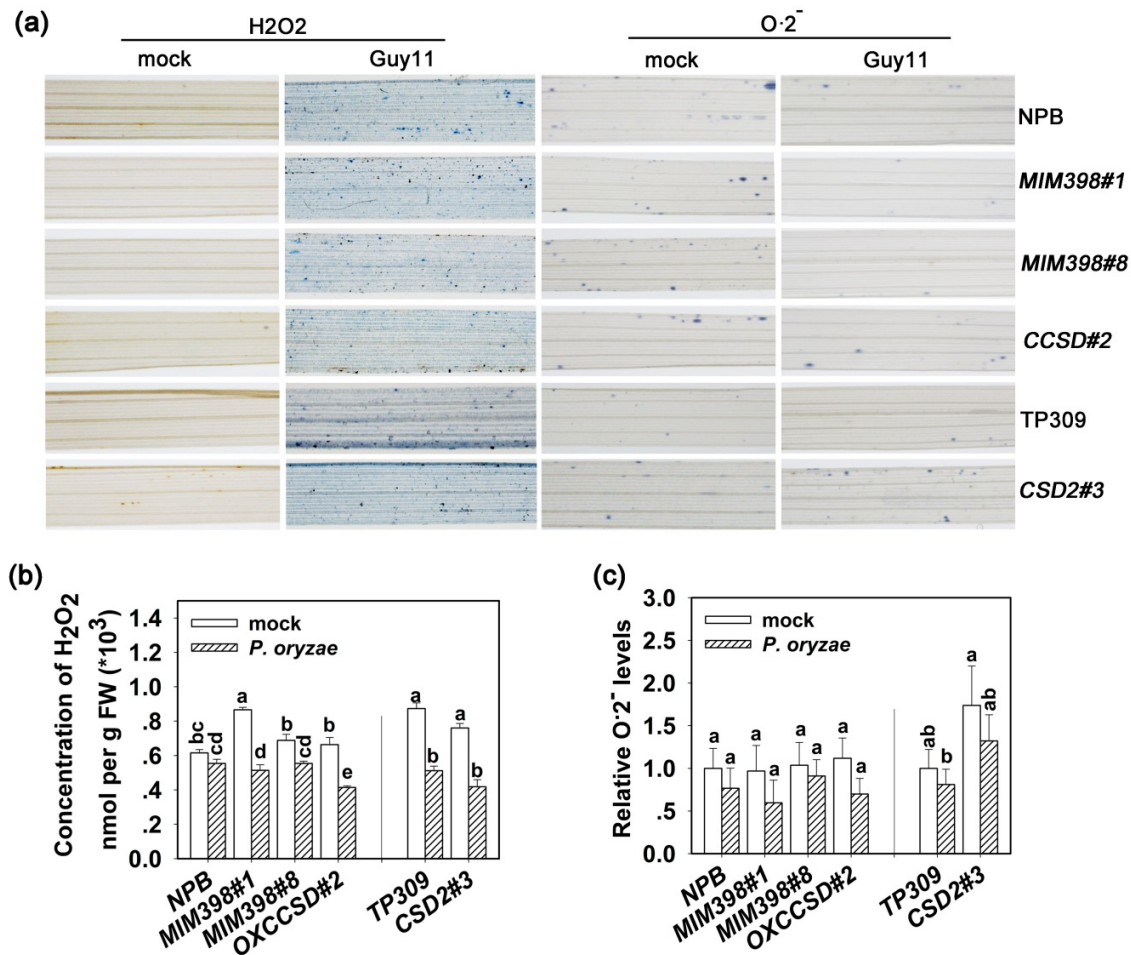 (a)
H2O2 O·2⁻
mock Guy11 mock Guy11
NPB
MIM398#1
MIM398#8
CCSD#2
TP309
CSD2#3
(b)
Concentration of H₂O₂
nmol per g FW (*10³)
1.4
1.2
1.0
.8
.6
.4
.2
0.0
mock
P. oryzae
bc cd a d b cd b e a b a b
NPB
MIM398#1
MIM398#8
OXCCSD#2
TP309
CSD2#3
(c)
Relative O·2⁻ levels
3.0
2.5
2.0
1.5
1.0
.5
0.0
mock
P. oryzae
a a a a a a a a ab b a ab
NPB
MIM398#1
MIM398#8
OXCCSD#2
TP309
CSD2#3